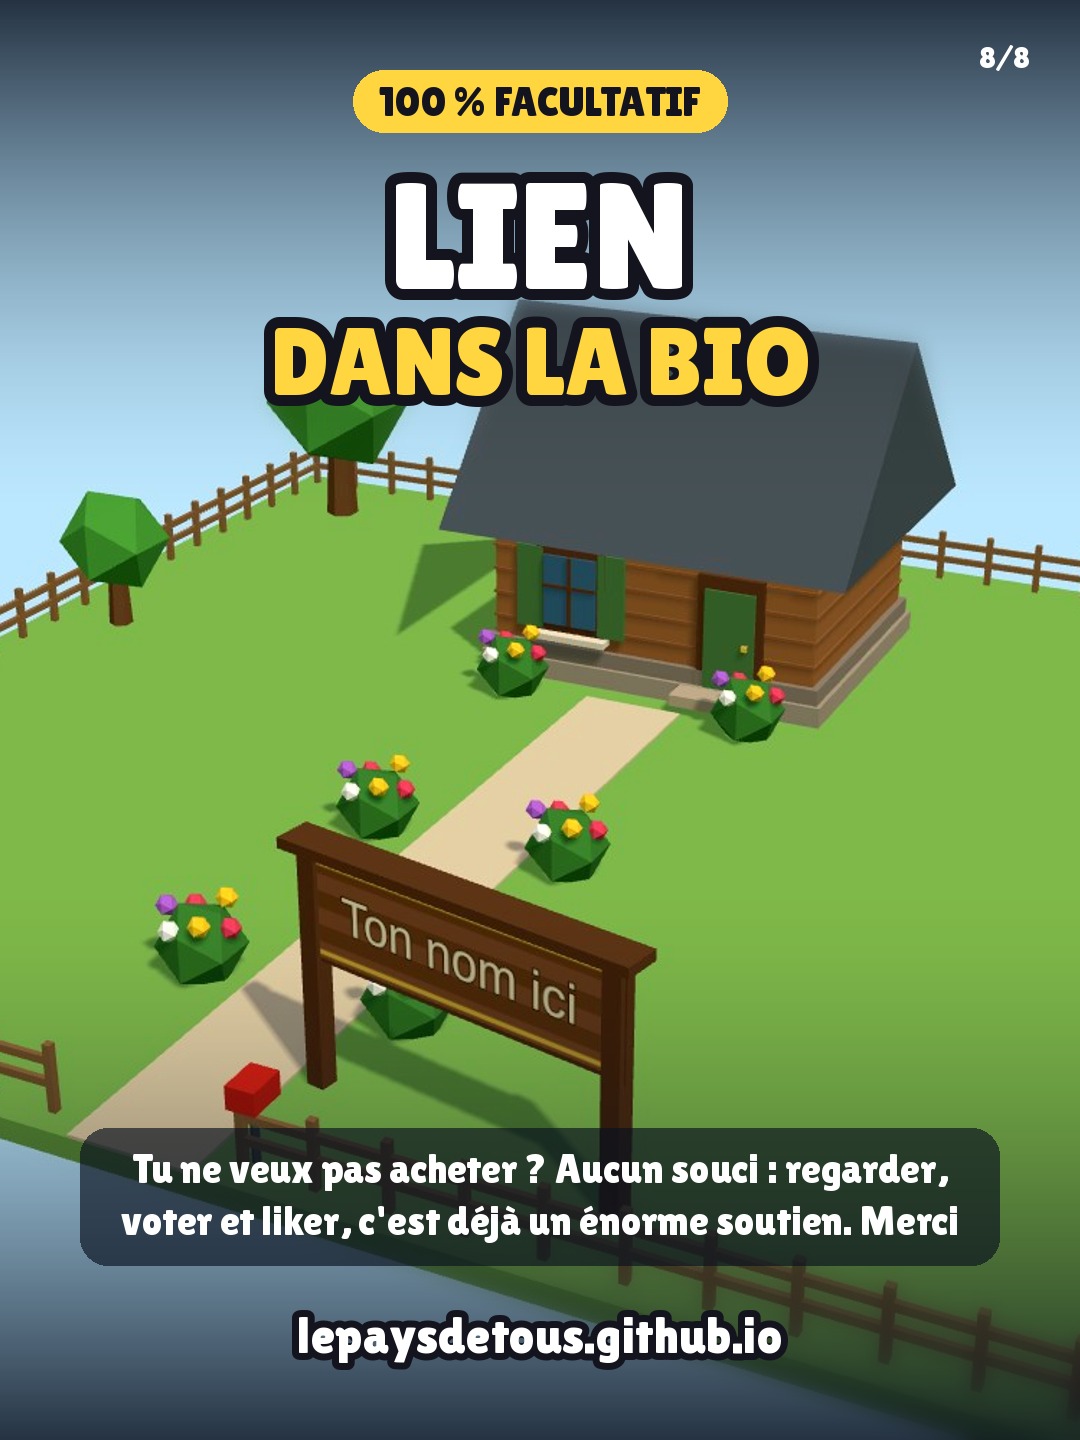 8/8
100 % FACULTATIF
LIEN
DANS LA BIO
Ton nom ici
Tu ne veux pas acheter ? Aucun souci : regarder,
voter et liker, c'est déjà un énorme soutien. Merci
lepaysdetous.github.io